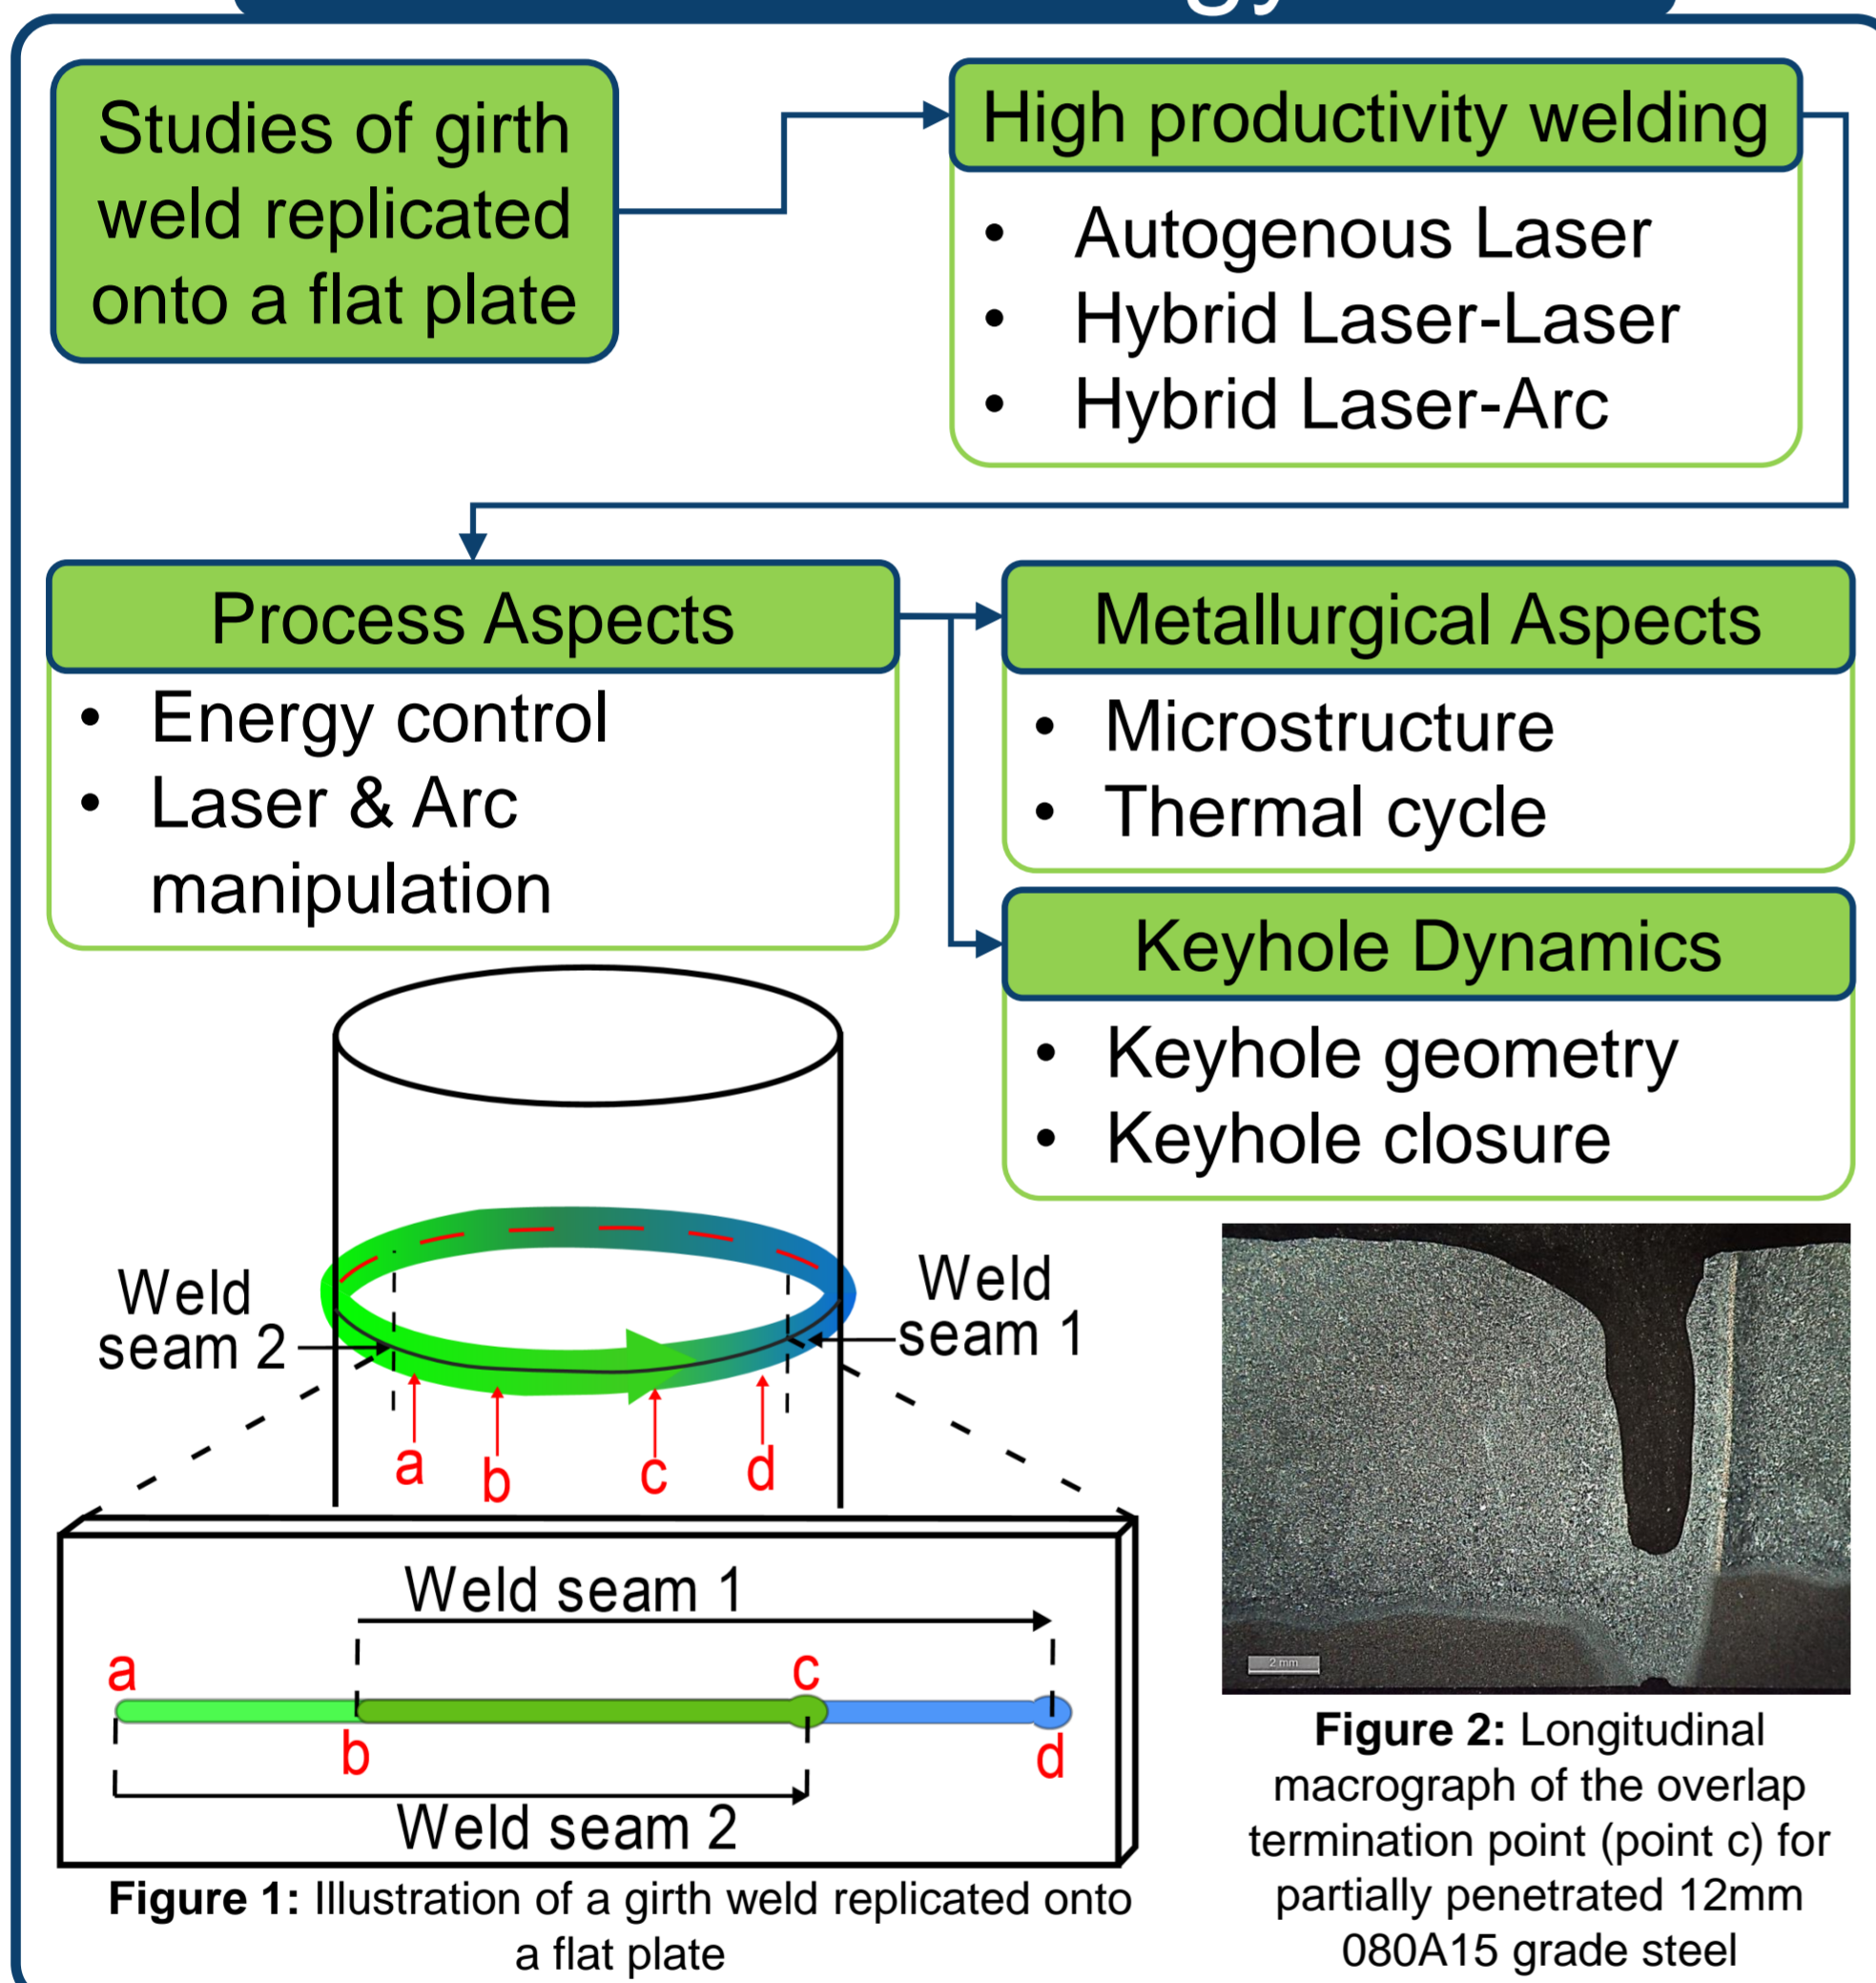 Studies of girth
weld replicated
onto a flat plate
High productivity welding
• Autogenous Laser
• Hybrid Laser-Laser
• Hybrid Laser-Arc
Process Aspects
• Energy control
• Laser & Arc
manipulation
Metallurgical Aspects
• Microstructure
• Thermal cycle
Keyhole Dynamics
• Keyhole geometry
• Keyhole closure
Weld
seam 2
Weld
seam 1
a
b
c
d
Weld seam 1
a
c
b
d
Weld seam 2
Figure 1: Illustration of a girth weld replicated onto
a flat plate
2 mm
Figure 2: Longitudinal
macrograph of the overlap
termination point (point c) for
partially penetrated 12mm
080A15 grade steel